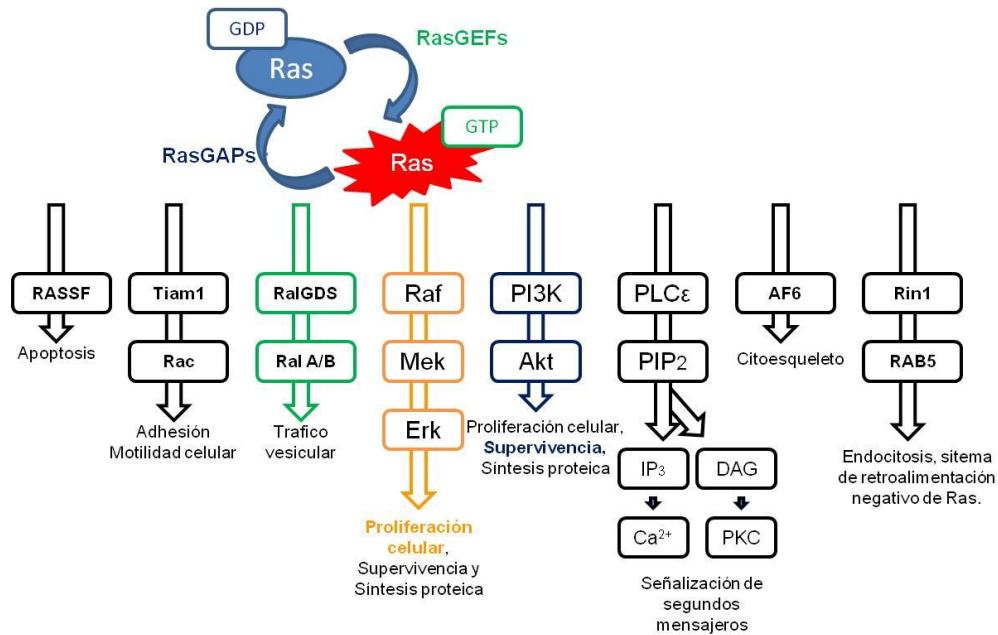 GDP
Ras
RasGEFs
GTP
RasGAPs
Ras
RASSF
Apoptosis
Tiam1
Rac
Adhesión
Motilidad celular
RalGDS
Ral A/B
Trafico
vesicular
Raf
Mek
Erk
Proliferación
celular,
Supervivencia y
Síntesis proteica
PI3K
Akt
Proliferación celular,
Supervivencia,
Síntesis proteica
PLCε
PIP2
IP3
DAG
Ca2+
PKC
Señalización de
segundos
mensajeros
AF6
Citoesqueleto
Rin1
RAB5
Endocitosis, sitema
de retroalimentación
negativo de Ras.